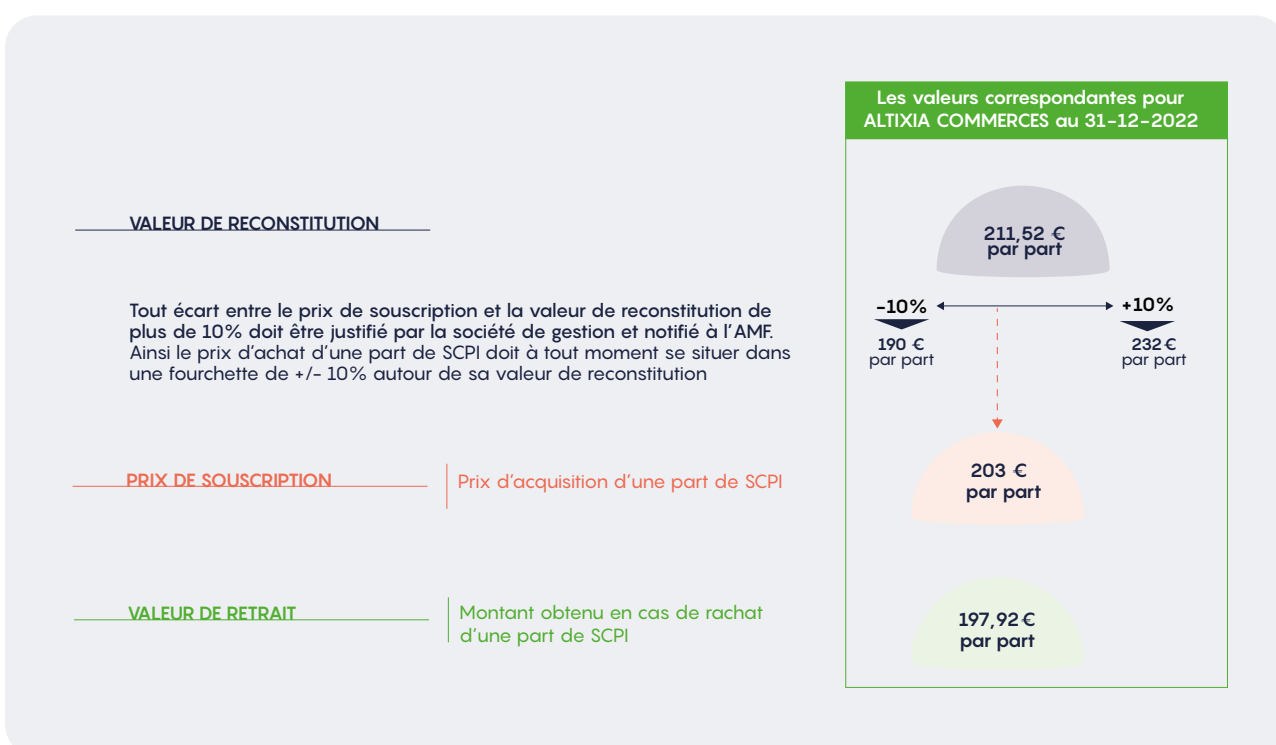 Les valeurs correspondantes pour
ALTIXIA COMMERCES au 31-12-2022
VALEUR DE RECONSTITUTION
211,52 €
par part
Tout écart entre le prix de souscription et la valeur de reconstitution de
plus de 10% doit être justifié par la société de gestion et notifié à l'AMF.
Ainsi le prix d'achat d'une part de SCPI doit à tout moment se situer dans
une fourchette de +/- 10% autour de sa valeur de reconstitution
-10%
+10%
190 €
par part
232 €
par part
PRIX DE SOUSCRIPTION
Prix d'acquisition d'une part de SCPI
203 €
par part
VALEUR DE RETRAIT
Montant obtenu en cas de rachat
d'une part de SCPI
197,92 €
par part